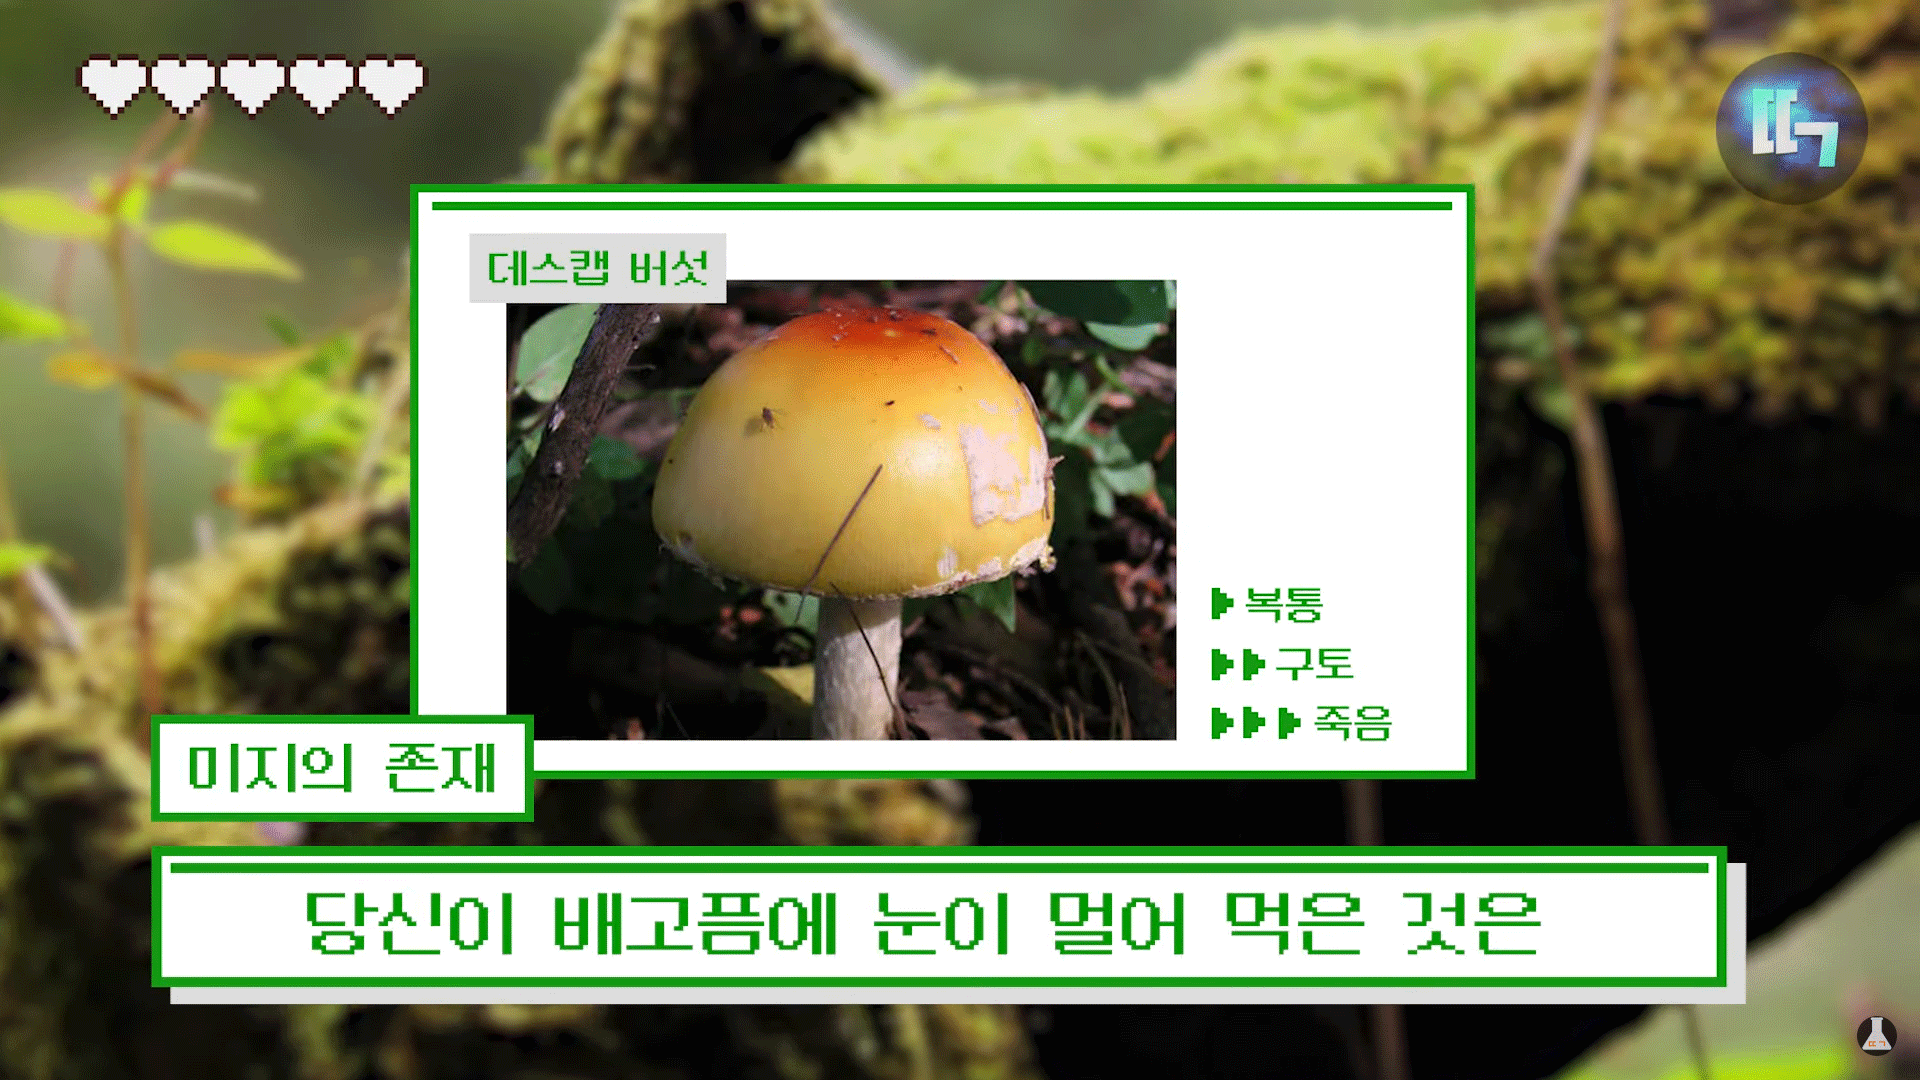 데스캡 버섯
복통
구토
죽음
미지의 존재
당신이 배고픔에 눈이 멀어 먹은 것은